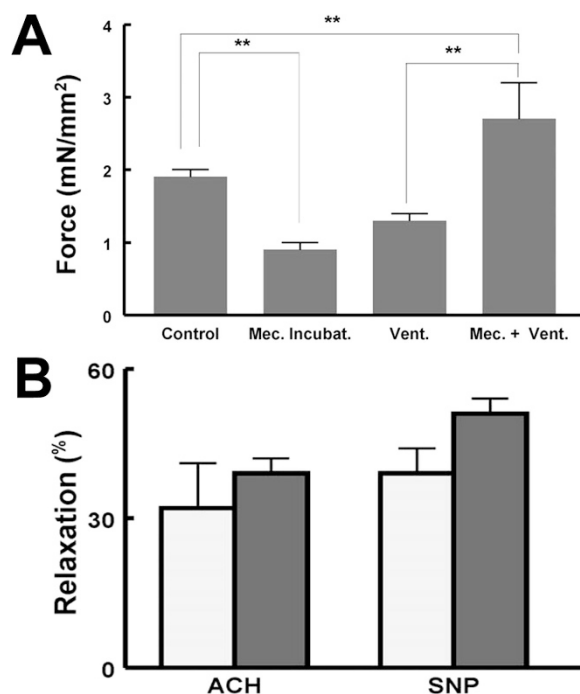 A
Force (mN/mm²)
4
3
2
1
0
**
**
**
Control Mec. Incubat. Vent. Mec. + Vent.
B
Relaxation (%)
60
30
0
ACH SNP